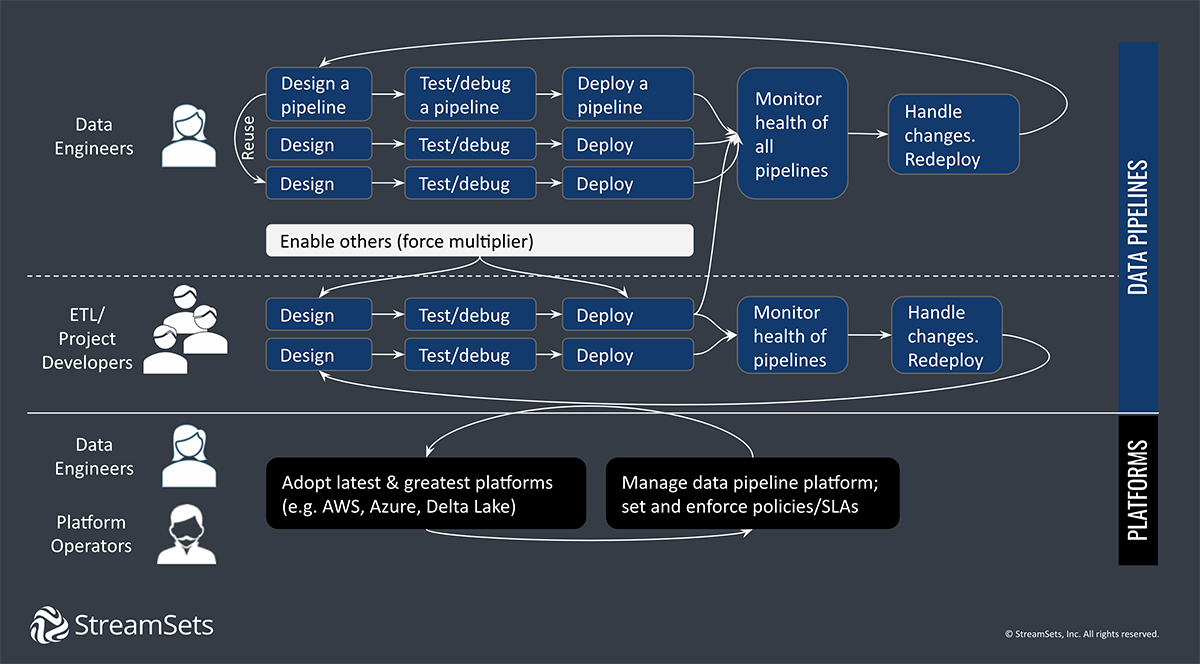 Data
Engineers
Reuse
Design a
pipeline
Test/debug
a pipeline
Deploy a
pipeline
Design
Test/debug
Deploy
Design
Test/debug
Deploy
Monitor
health of
all
pipelines
Handle
changes.
Redeploy
Enable others (force multiplier)
DATA PIPELINES
ETL/
Project
Developers
Design
Test/debug
Deploy
Design
Test/debug
Deploy
Monitor
health of
pipelines
Handle
changes.
Redeploy
Data
Engineers
Platform
Operators
Adopt latest & greatest platforms
(e.g. AWS, Azure, Delta Lake)
Manage data pipeline platform;
set and enforce policies/SLAs
PLATFORMS
StreamSets
© StreamSets, Inc. All rights reserved.